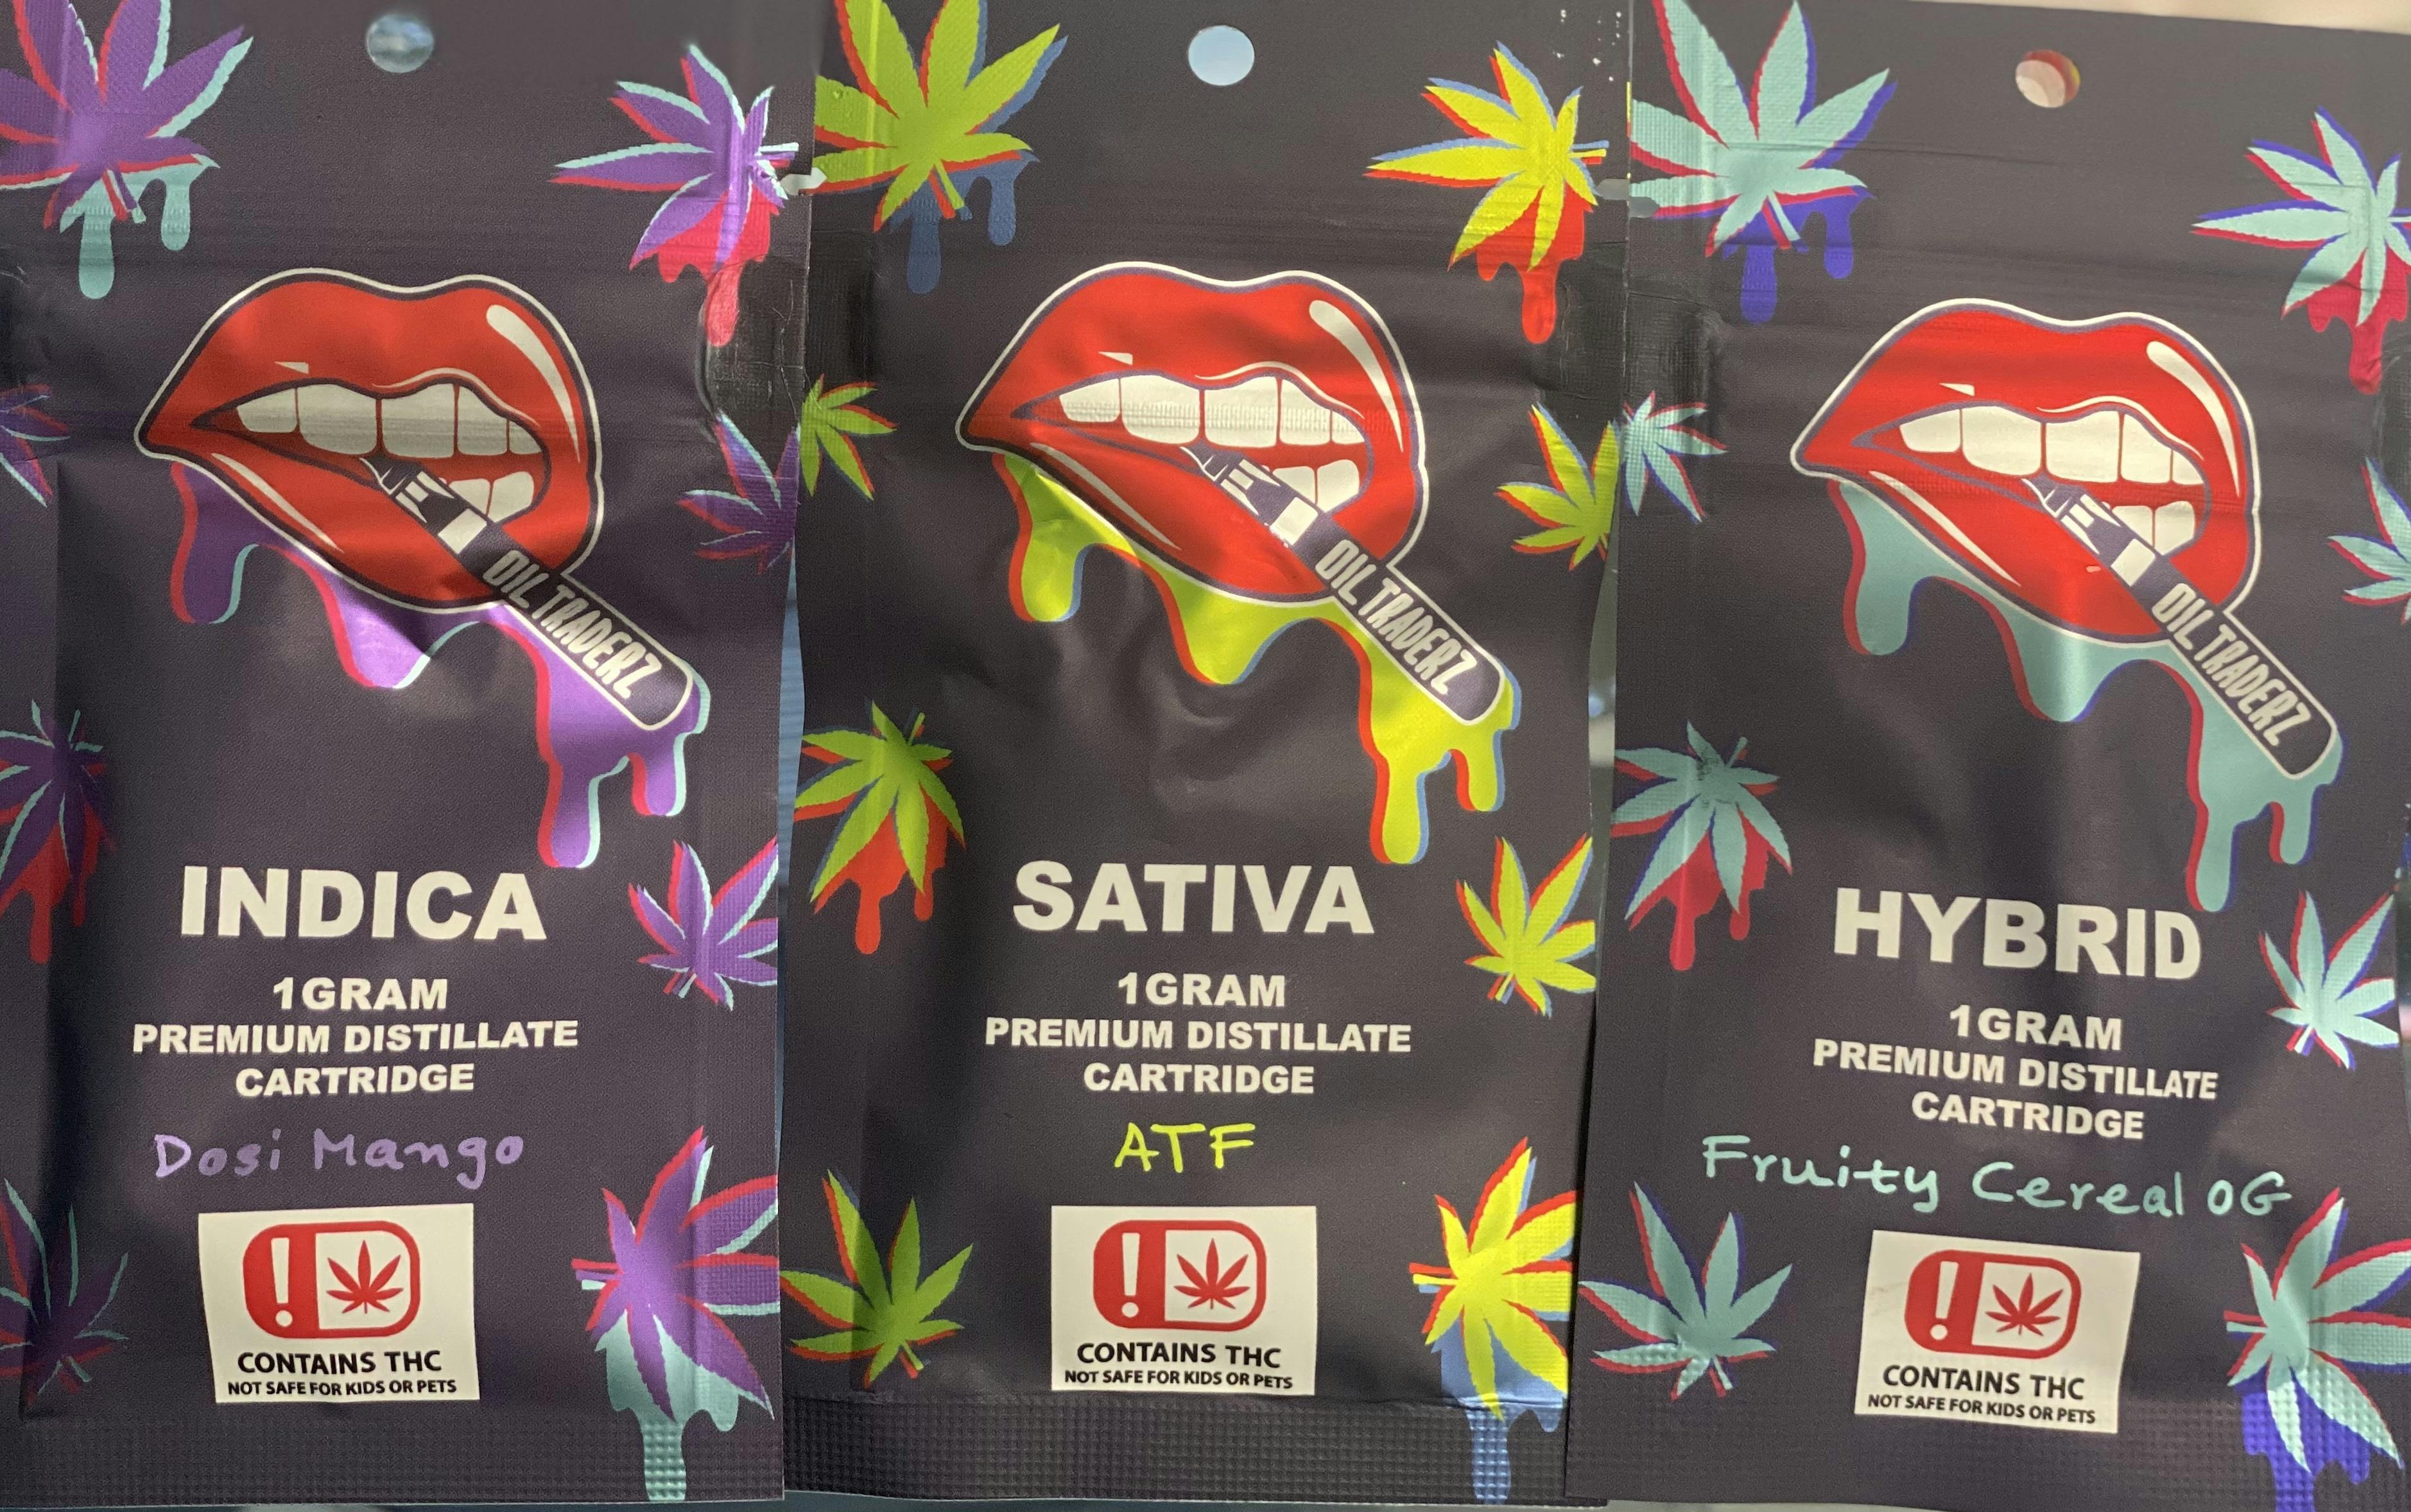 OIL TRADERZ
INDICA
1GRAM
PREMIUM DISTILLATE
CARTRIDGE
Dosi Mango
CONTAINS THC
NOT SAFE FOR KIDS OR PETS
OIL TRADERZ
SATIVA
1GRAM
PREMIUM DISTILLATE
CARTRIDGE
ATF
CONTAINS THC
NOT SAFE FOR KIDS OR PETS
OIL TRADERZ
HYBRID
1GRAM
PREMIUM DISTILLATE
CARTRIDGE
Fruity Cereal OG
CONTAINS THC
NOT SAFE FOR KIDS OR PETS